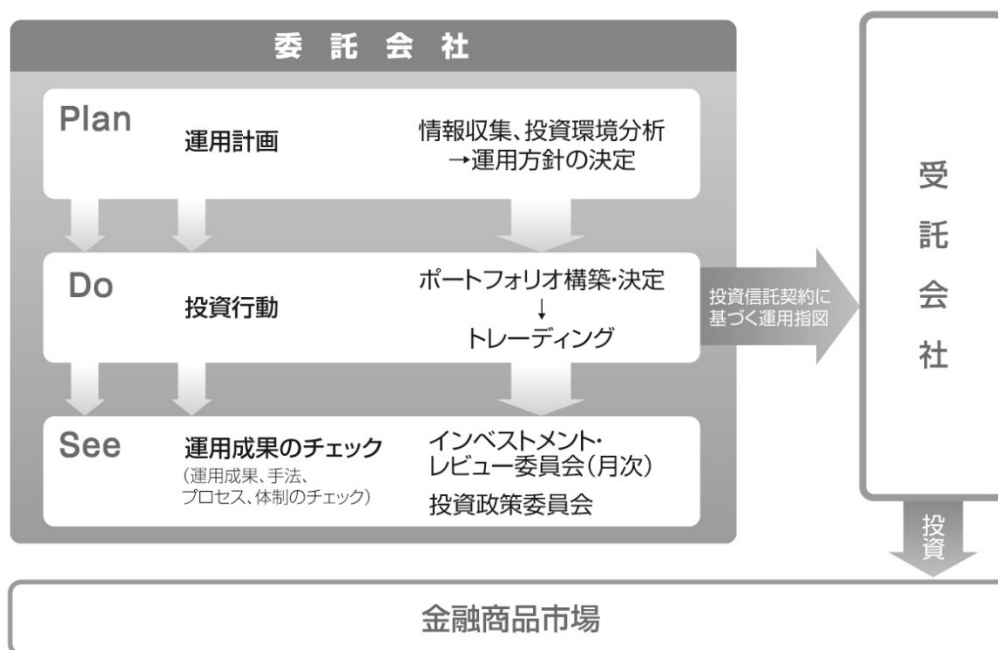 委託会社
Plan
運用計画
情報収集、投資環境分析
→運用方針の決定
Do
投資行動
ポートフォリオ構築・決定
↓
トレーディング
投資信託契約に
基づく運用指図
See
運用成果のチェック
(運用成果、手法、
プロセス、体制のチェック)
インベストメント・
レビュー委員会(月次)
投資政策委員会
受託会社
投資
金融商品市場